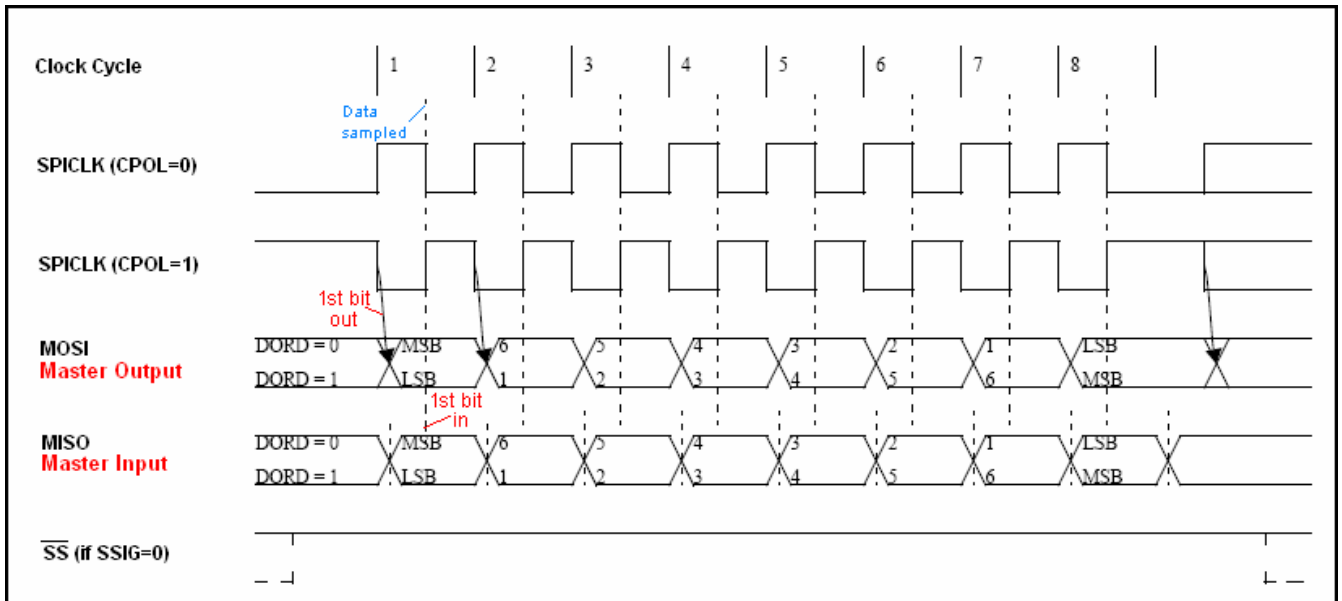 Clock Cycle 1 2 3 4 5 6 7 8
Data
sampled
SPICLK (CPOL=0)
SPICLK (CPOL=1)
1st bit
out
MOSI
Master Output
DORD = 0 MSB 6 5 4 3 2 1 LSB
DORD = 1 LSB 1 2 3 4 5 6 MSB
1st bit
in
MISO
Master Input
DORD = 0 MSB 6 5 4 3 2 1 LSB
DORD = 1 LSB 1 2 3 4 5 6 MSB
SS (if SSIG=0)